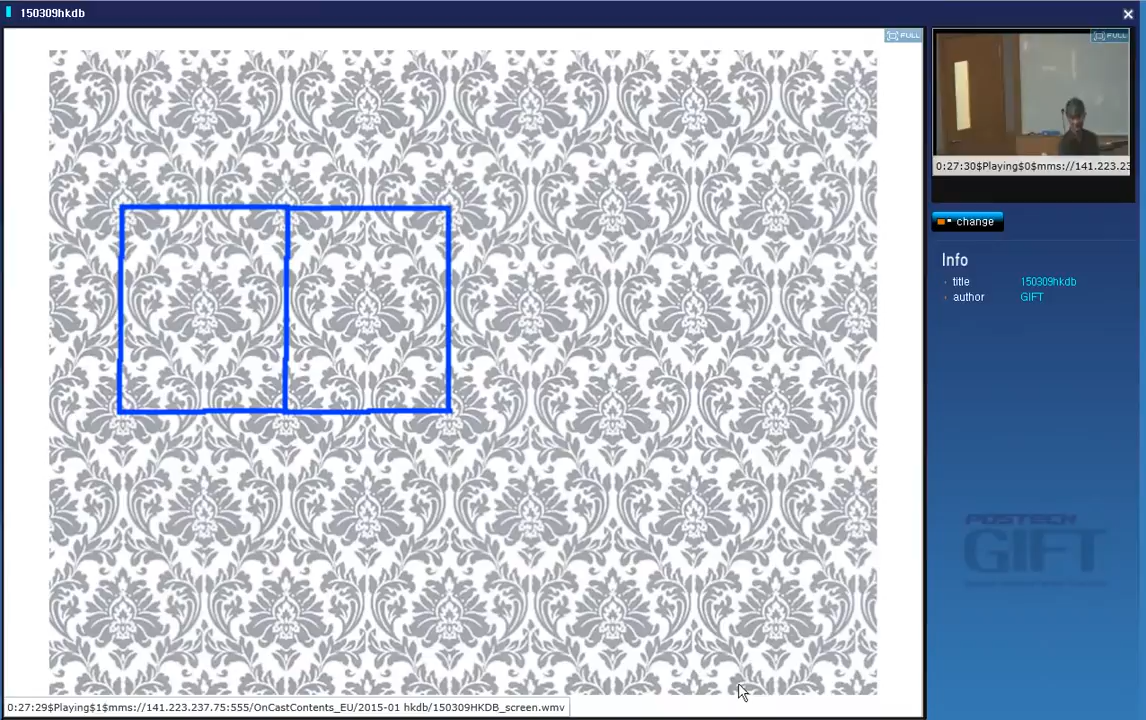 150309hkdb
FULL
FULL
0:27:30$Playing$0$mms://141.223.23
change
Info
title 150309hkdb
author GIFT
POSTECH
GIFT
0:27:29$Playing$1$mms://141.223.237.75:555/OnCastContents_EU/2015-01 hkdb/150309HKDB_screen.wmv